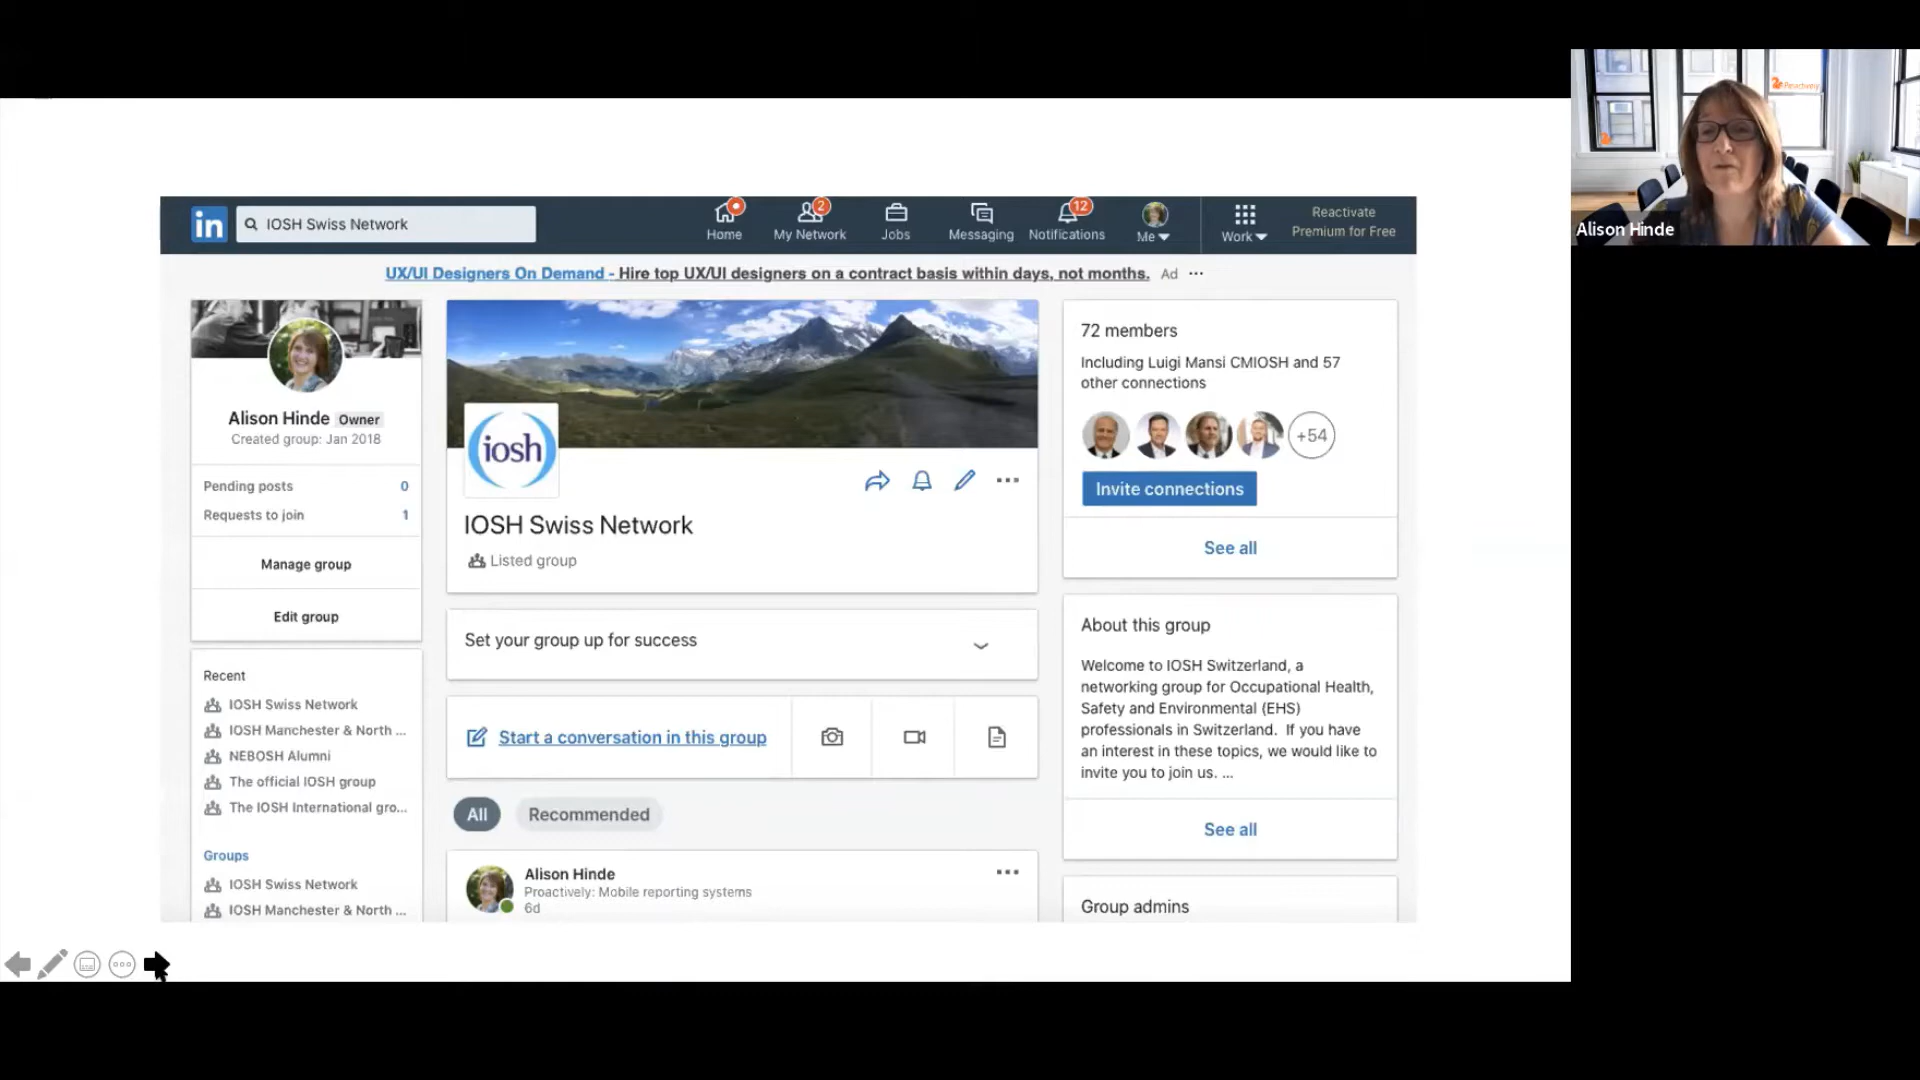 in
IOSH Swiss Network
2
12
Home
My Network
Jobs
Messaging
Notifications
Me
Work
Reactivate
Premium for Free
UX/UI Designers On Demand - Hire top UX/UI designers on a contract basis within days, not months. Ad ...
Alison Hinde Owner
Created group: Jan 2018
Pending posts 0
Requests to join 1
Manage group
Edit group
Recent
IOSH Swiss Network
IOSH Manchester & North ...
NEBOSH Alumni
The official IOSH group
The IOSH International gro...
Groups
IOSH Swiss Network
IOSH Manchester & North ...
iosh
IOSH Swiss Network
Listed group
Set your group up for success
Start a conversation in this group
All
Recommended
Alison Hinde
Proactively: Mobile reporting systems
6d
72 members
Including Luigi Mansi CMIOSH and 57
other connections
+54
Invite connections
See all
About this group
Welcome to IOSH Switzerland, a
networking group for Occupational Health,
Safety and Environmental (EHS)
professionals in Switzerland. If you have
an interest in these topics, we would like to
invite you to join us. ...
See all
Group admins
Proactively
Alison Hinde